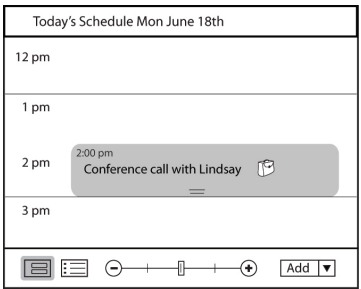 Today's Schedule Mon June 18th
12 pm
1 pm
2:00 pm
2 pm
Conference call with Lindsay
3 pm
Add